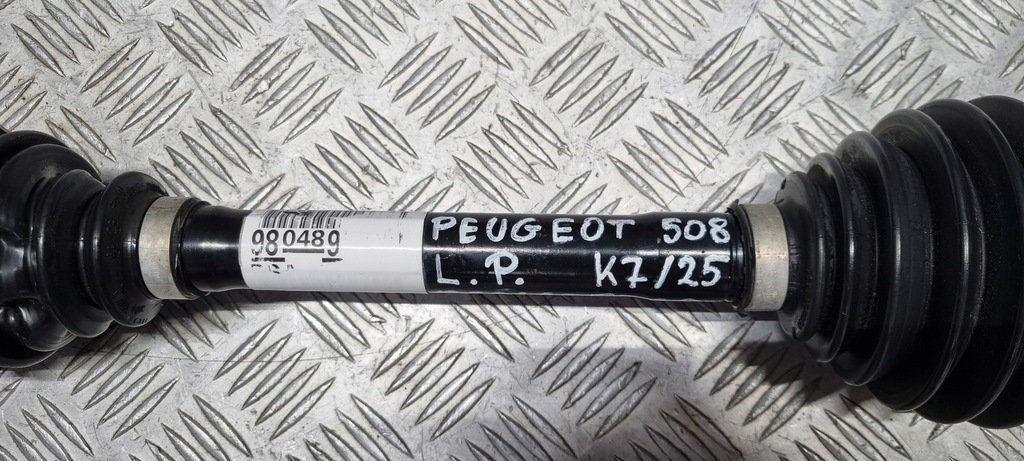 980489
PEUGEOT 508
L. P. K7/25